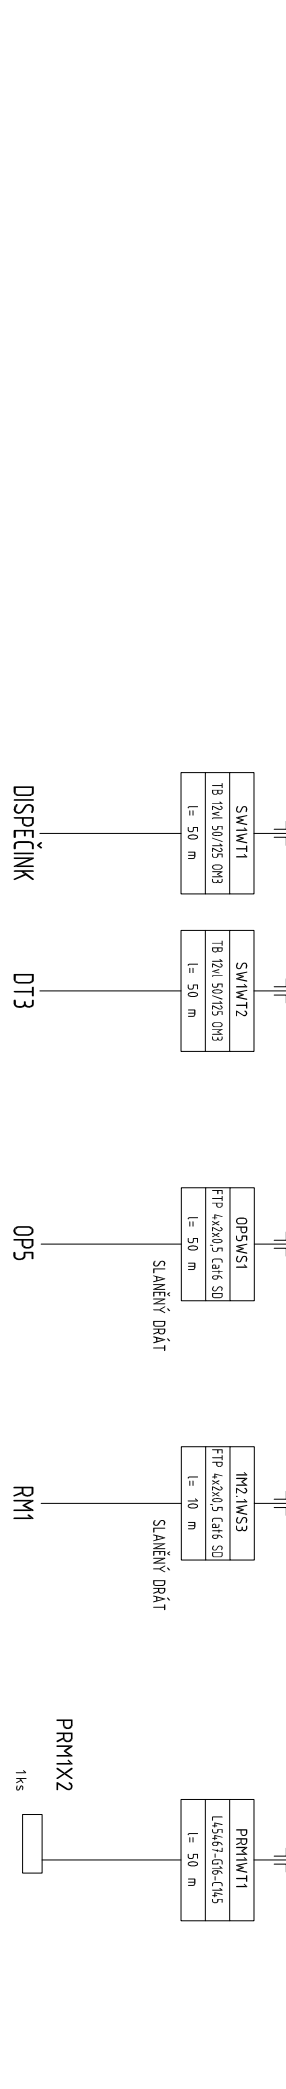 SW1WT1
TB 12vl 50/125 OM3
l= 50 m
DISPEČINK
SW1WT2
TB 12vl 50/125 OM3
l= 50 m
DT3
OP5WS1
FTP 4x2x0,5 Cat6 SD
l= 50 m
SLANĚNÝ DRÁT
OP5
1M2.1WS3
FTP 4x2x0,5 Cat6 SD
l= 10 m
SLANĚNÝ DRÁT
RM1
PRM1WT1
L45467-G16-C145
l= 50 m
PRM1X2
1ks